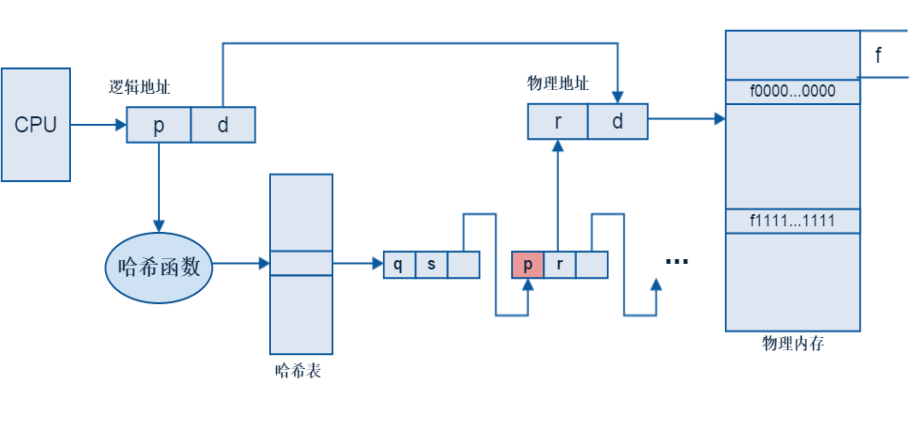 逻辑地址
物理地址
CPU
p d
r d
f
f0000...0000
f1111...1111
哈希函数
q s
p r
...
物理内存
哈希表